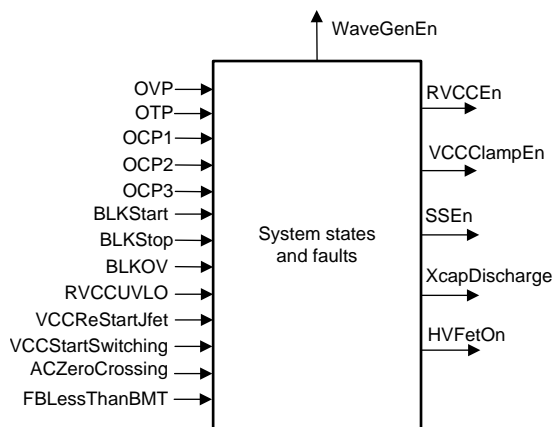 WaveGenEn
OVP
OTP
OCP1
OCP2
OCP3
BLKStart
BLKStop
BLKOV
RVCCUVLO
VCCReStartJfet
VCCStartSwitching
ACZeroCrossing
FBLessThanBMT
System states
and faults
RVCCEn
VCCClampEn
SSEn
XcapDischarge
HVFetOn